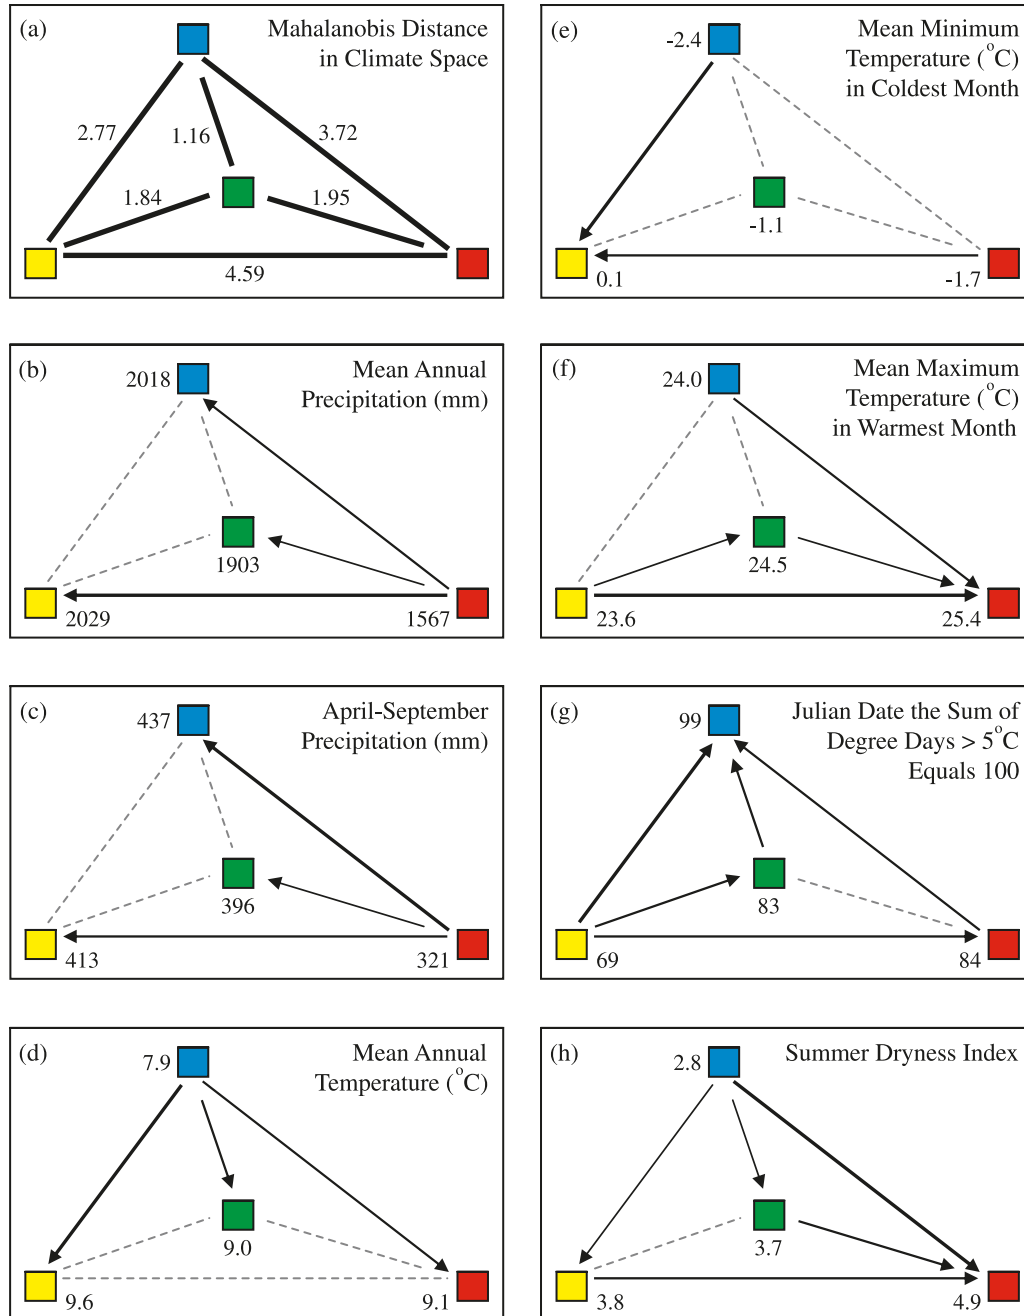 (a)
Mahalanobis Distance
in Climate Space
2.77
1.16
3.72
1.84
1.95
4.59
(b)
Mean Annual
Precipitation (mm)
2018
1903
2029
1567
(c)
April-September
Precipitation (mm)
437
396
413
321
(d)
Mean Annual
Temperature (°C)
7.9
9.0
9.6
9.1
(e)
Mean Minimum
Temperature (°C)
in Coldest Month
-2.4
-1.1
0.1
-1.7
(f)
Mean Maximum
Temperature (°C)
in Warmest Month
24.0
24.5
23.6
25.4
(g)
Julian Date the Sum of
Degree Days > 5°C
Equals 100
99
83
69
84
(h)
Summer Dryness Index
2.8
3.7
3.8
4.9